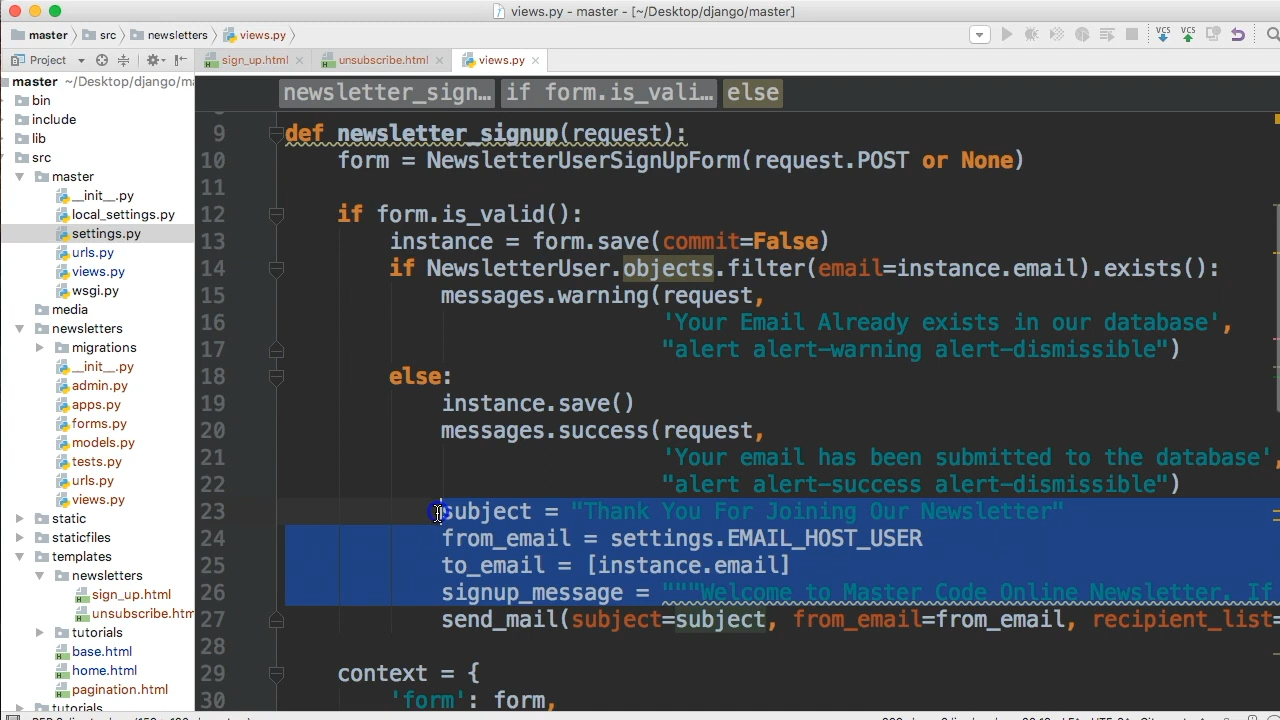 views.py - master - [~/Desktop/django/master]
master src newsletters views.py
Project sign_up.html unsubscribe.html views.py
master ~/Desktop/django/ma
bin
include
lib
src
master
__init__.py
local_settings.py
settings.py
urls.py
views.py
wsgi.py
media
newsletters
migrations
__init__.py
admin.py
apps.py
forms.py
models.py
tests.py
urls.py
views.py
static
staticfiles
templates
newsletters
sign_up.html
unsubscribe.htm
tutorials
base.html
home.html
pagination.html
tutorials
newsletter_sign… if form.is_vali… else
9 def newsletter_signup(request):
10 form = NewsletterUserSignUpForm(request.POST or None)
11
12 if form.is_valid():
13 instance = form.save(commit=False)
14 if NewsletterUser.objects.filter(email=instance.email).exists():
15 messages.warning(request,
16 'Your Email Already exists in our database',
17 "alert alert-warning alert-dismissible")
18 else:
19 instance.save()
20 messages.success(request,
21 'Your email has been submitted to the database',
22 "alert alert-success alert-dismissible")
23 subject = "Thank You For Joining Our Newsletter"
24 from_email = settings.EMAIL_HOST_USER
25 to_email = [instance.email]
26 signup_message = """Welcome to Master Code Online Newsletter. If
27 send_mail(subject=subject, from_email=from_email, recipient_list=
28
29 context = {
30 'form': form,